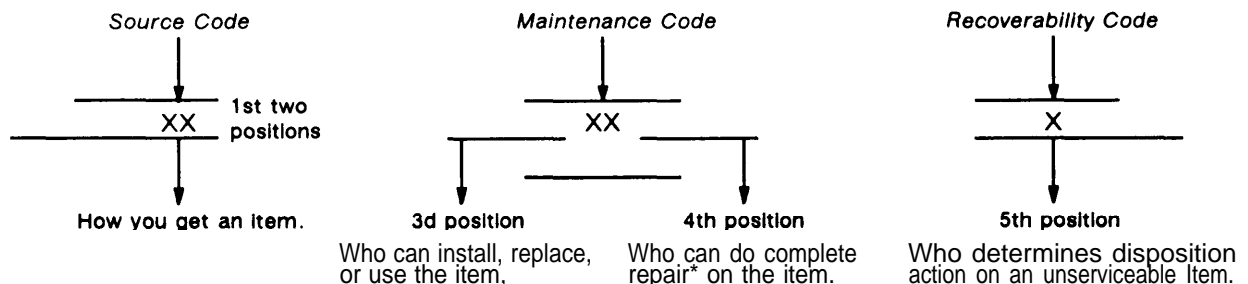 Source Code
1st two
XX
positions
How you get an item.
Maintenance Code
XX
3d position
Who can install, replace,
or use the item,
4th position
Who can do complete
repair* on the item.
Recoverability Code
X
5th position
Who determines disposition
action on an unserviceable Item.